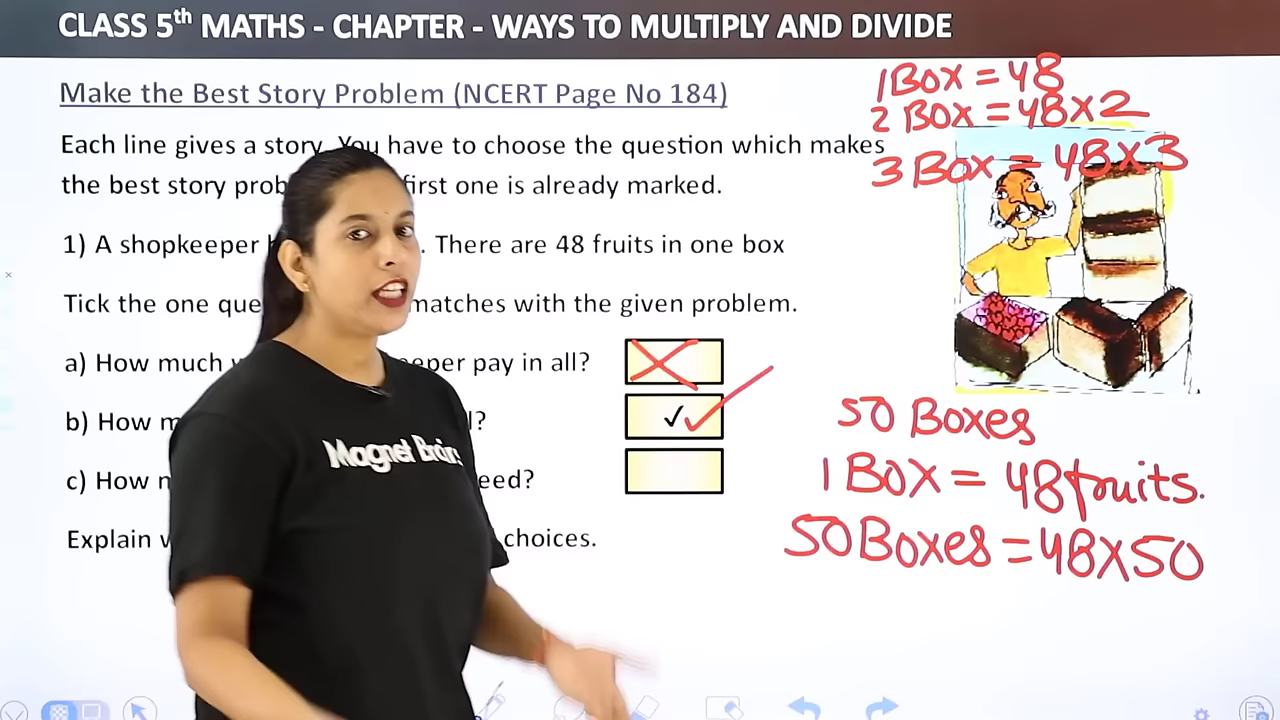 CLASS 5th MATHS - CHAPTER - WAYS TO MULTIPLY AND DIVIDE
Make the Best Story Problem (NCERT Page No 184)
Each line gives a story. You have to choose the question which makes
the best story first one is already marked.
1) A shopkeeper . There are 48 fruits in one box
Tick the one matches with the given problem.
a) How much pay in all?
b) How
c) How
Explain choices.
1 Box = 48
2 Box = 48x2
3 Box = 48x3
50 Boxes
1 Box = 48 fruits.
50 Boxes = 48x50
Magnet Brains